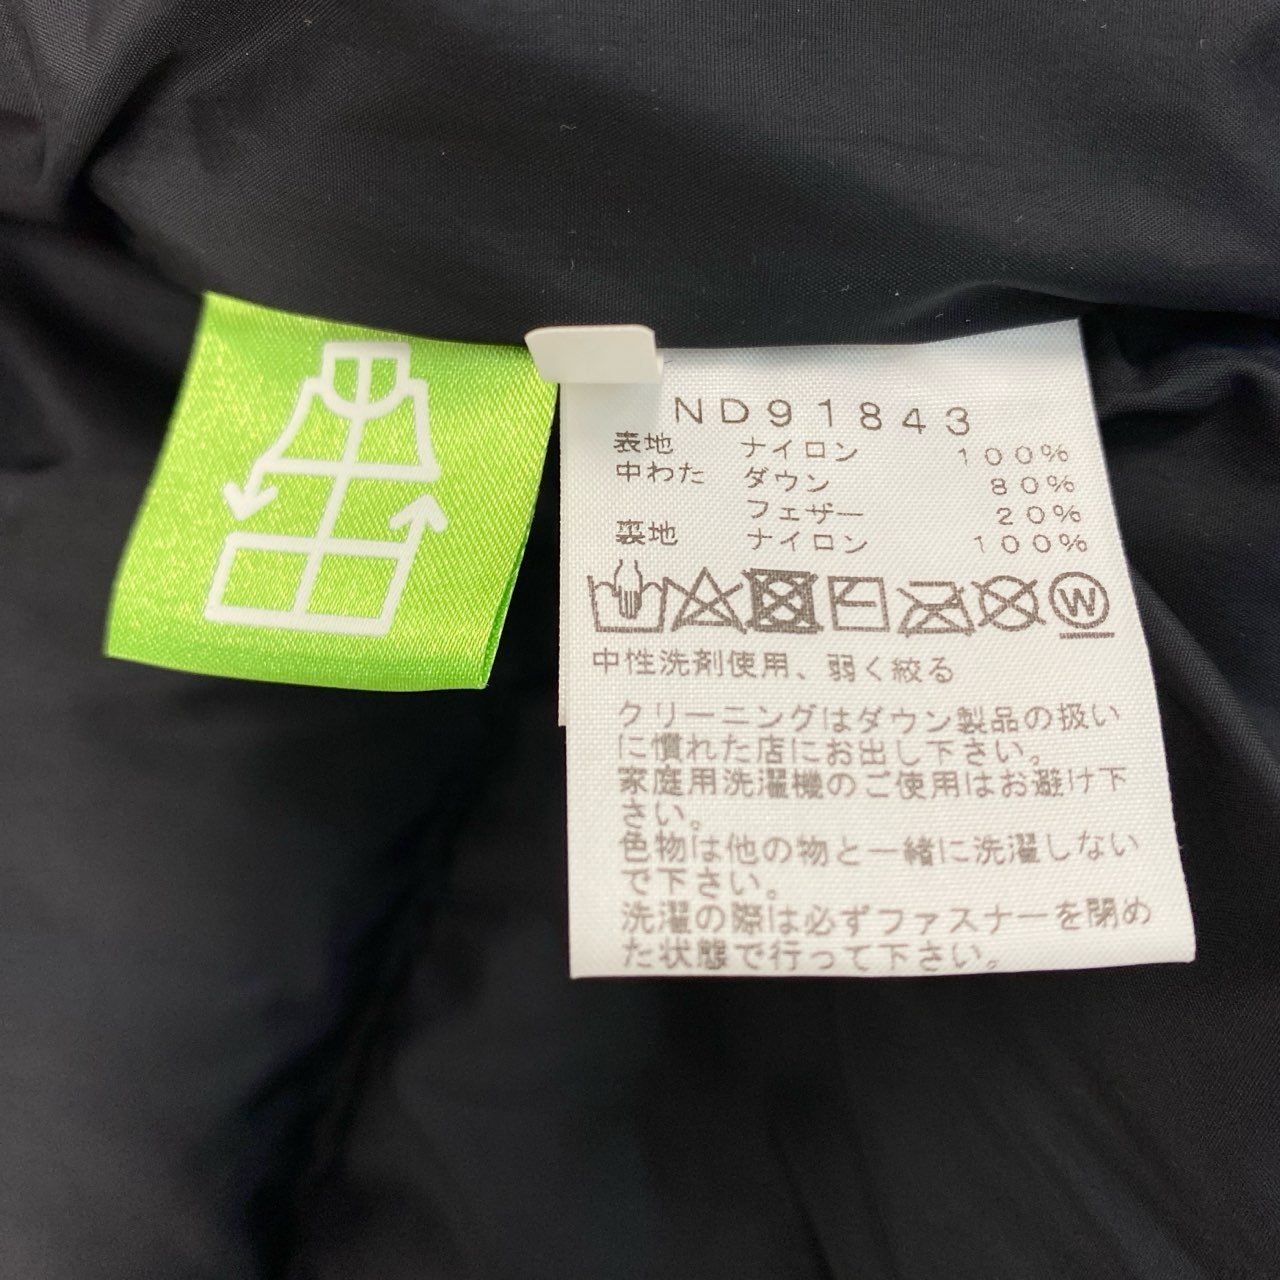 ND91843
表地 ナイロン 100%
中わた ダウン 80%
フェザー 20%
裏地 ナイロン 100%
W
中性洗剤使用、弱く絞る
クリーニングはダウン製品の扱い
に慣れた店にお出し下さい。
家庭用洗濯機のご使用はお避け下
さい。
色物は他の物と一緒に洗濯しない
で下さい。
洗濯の際は必ずファスナーを閉め
た状態で行って下さい。